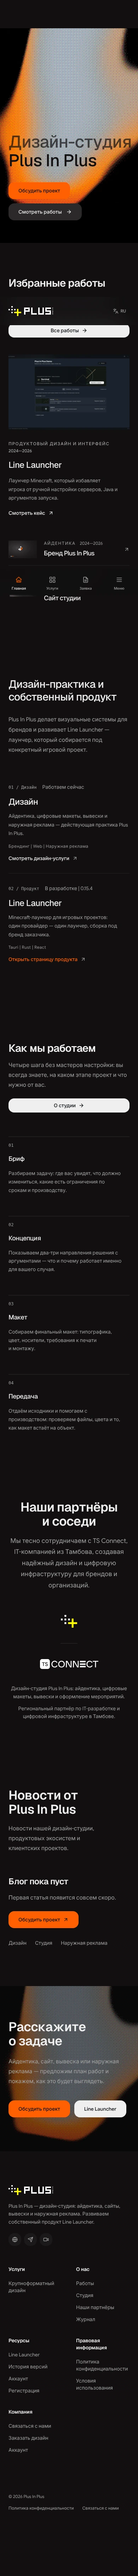 Дизайн-студия
Plus In Plus
Обсудить проект
Смотреть работы →
Избранные работы
PLUS
RU
Все работы →
ПРОДУКТОВЫЙ ДИЗАЙН И ИНТЕРФЕЙС
2024—2026
Line Launcher
Лаунчер Minecraft, который избавляет
игрока от ручной настройки серверов, Java и
аргументов запуска.
Смотреть кейс ↗
АЙДЕНТИКА 2024—2026
Бренд Plus In Plus ↗
Главная
Услуги
Заявка
Меню
Сайт студии
Дизайн-практика и
собственный продукт
Plus In Plus делает визуальные системы для
брендов и развивает Line Launcher —
лаунчер, который собирается под
конкретный игровой проект.
01 / Дизайн Работаем сейчас
Дизайн
Айдентика, цифровые макеты, вывески и
наружная реклама — действующая практика Plus
In Plus.
Брендинг | Web | Наружная реклама
Смотреть дизайн-услуги ↗
02 / Продукт В разработке | 0.15.4
Line Launcher
Minecraft лаунчер для игровых проектов:
один провайдер — один лаунчер, сборка под
бренд заказчика.
Tauri | Rust | React
Открыть страницу продукта ↗
Как мы работаем
Четыре шага без мастерской настройки: вы
всегда знаете, на каком этапе проект и что
нужно от вас.
О студии →
01
Бриф
Разбираем задачу: где вас увидят, что должно
измениться, какие есть ограничения по
срокам и производству.
02
Концепция
Показываем два-три направления решения с
аргументами — что и почему работает именно
для вашего случая.
03
Макет
Собираем финальный макет: типографика,
цвет, носители, требования к печати
и монтажу.
04
Передача
Отдаём исходники и помогаем с
производством: проверяем файлы, цвета и то,
как макет встаёт на объект.
Наши партнёры
и соседи
Мы тесно сотрудничаем с TS Connect,
IT-компанией из Тамбова, создавая
надёжный дизайн и цифровую
инфраструктуру для брендов и
организаций.
TS CONNECT
Дизайн-студия Plus In Plus: айдентика, цифровые
макеты, вывески и оформление мероприятий.
Региональный партнёр по IT-разработке и
цифровой инфраструктуре в Тамбове.
Новости от
Plus In Plus
Новости нашей дизайн-студии,
продуктовых экосистем и
клиентских проектов.
Блог пока пуст
Первая статья появится совсем скоро.
Обсудить проект ↗
Дизайн Студия Наружная реклама
Расскажите
о задаче
Айдентика, сайт, вывеска или наружная
реклама — предложим план работ и
покажем, как это будет выглядеть.
Обсудить проект
Line Launcher
PLUS
Plus In Plus — дизайн-студия: айдентика, сайты,
вывески и наружная реклама. Развиваем
собственный продукт Line Launcher.
Услуги
О нас
Крупноформатный
дизайн
Работы
Студия
Наши партнёры
Журнал
Ресурсы
Правовая
информация
Line Launcher
История версий
Аккаунт
Регистрация
Политика
конфиденциальности
Условия
использования
Компания
Связаться с нами
Заказать дизайн
Аккаунт
© 2026 Plus In Plus
Политика конфиденциальности Связаться с нами